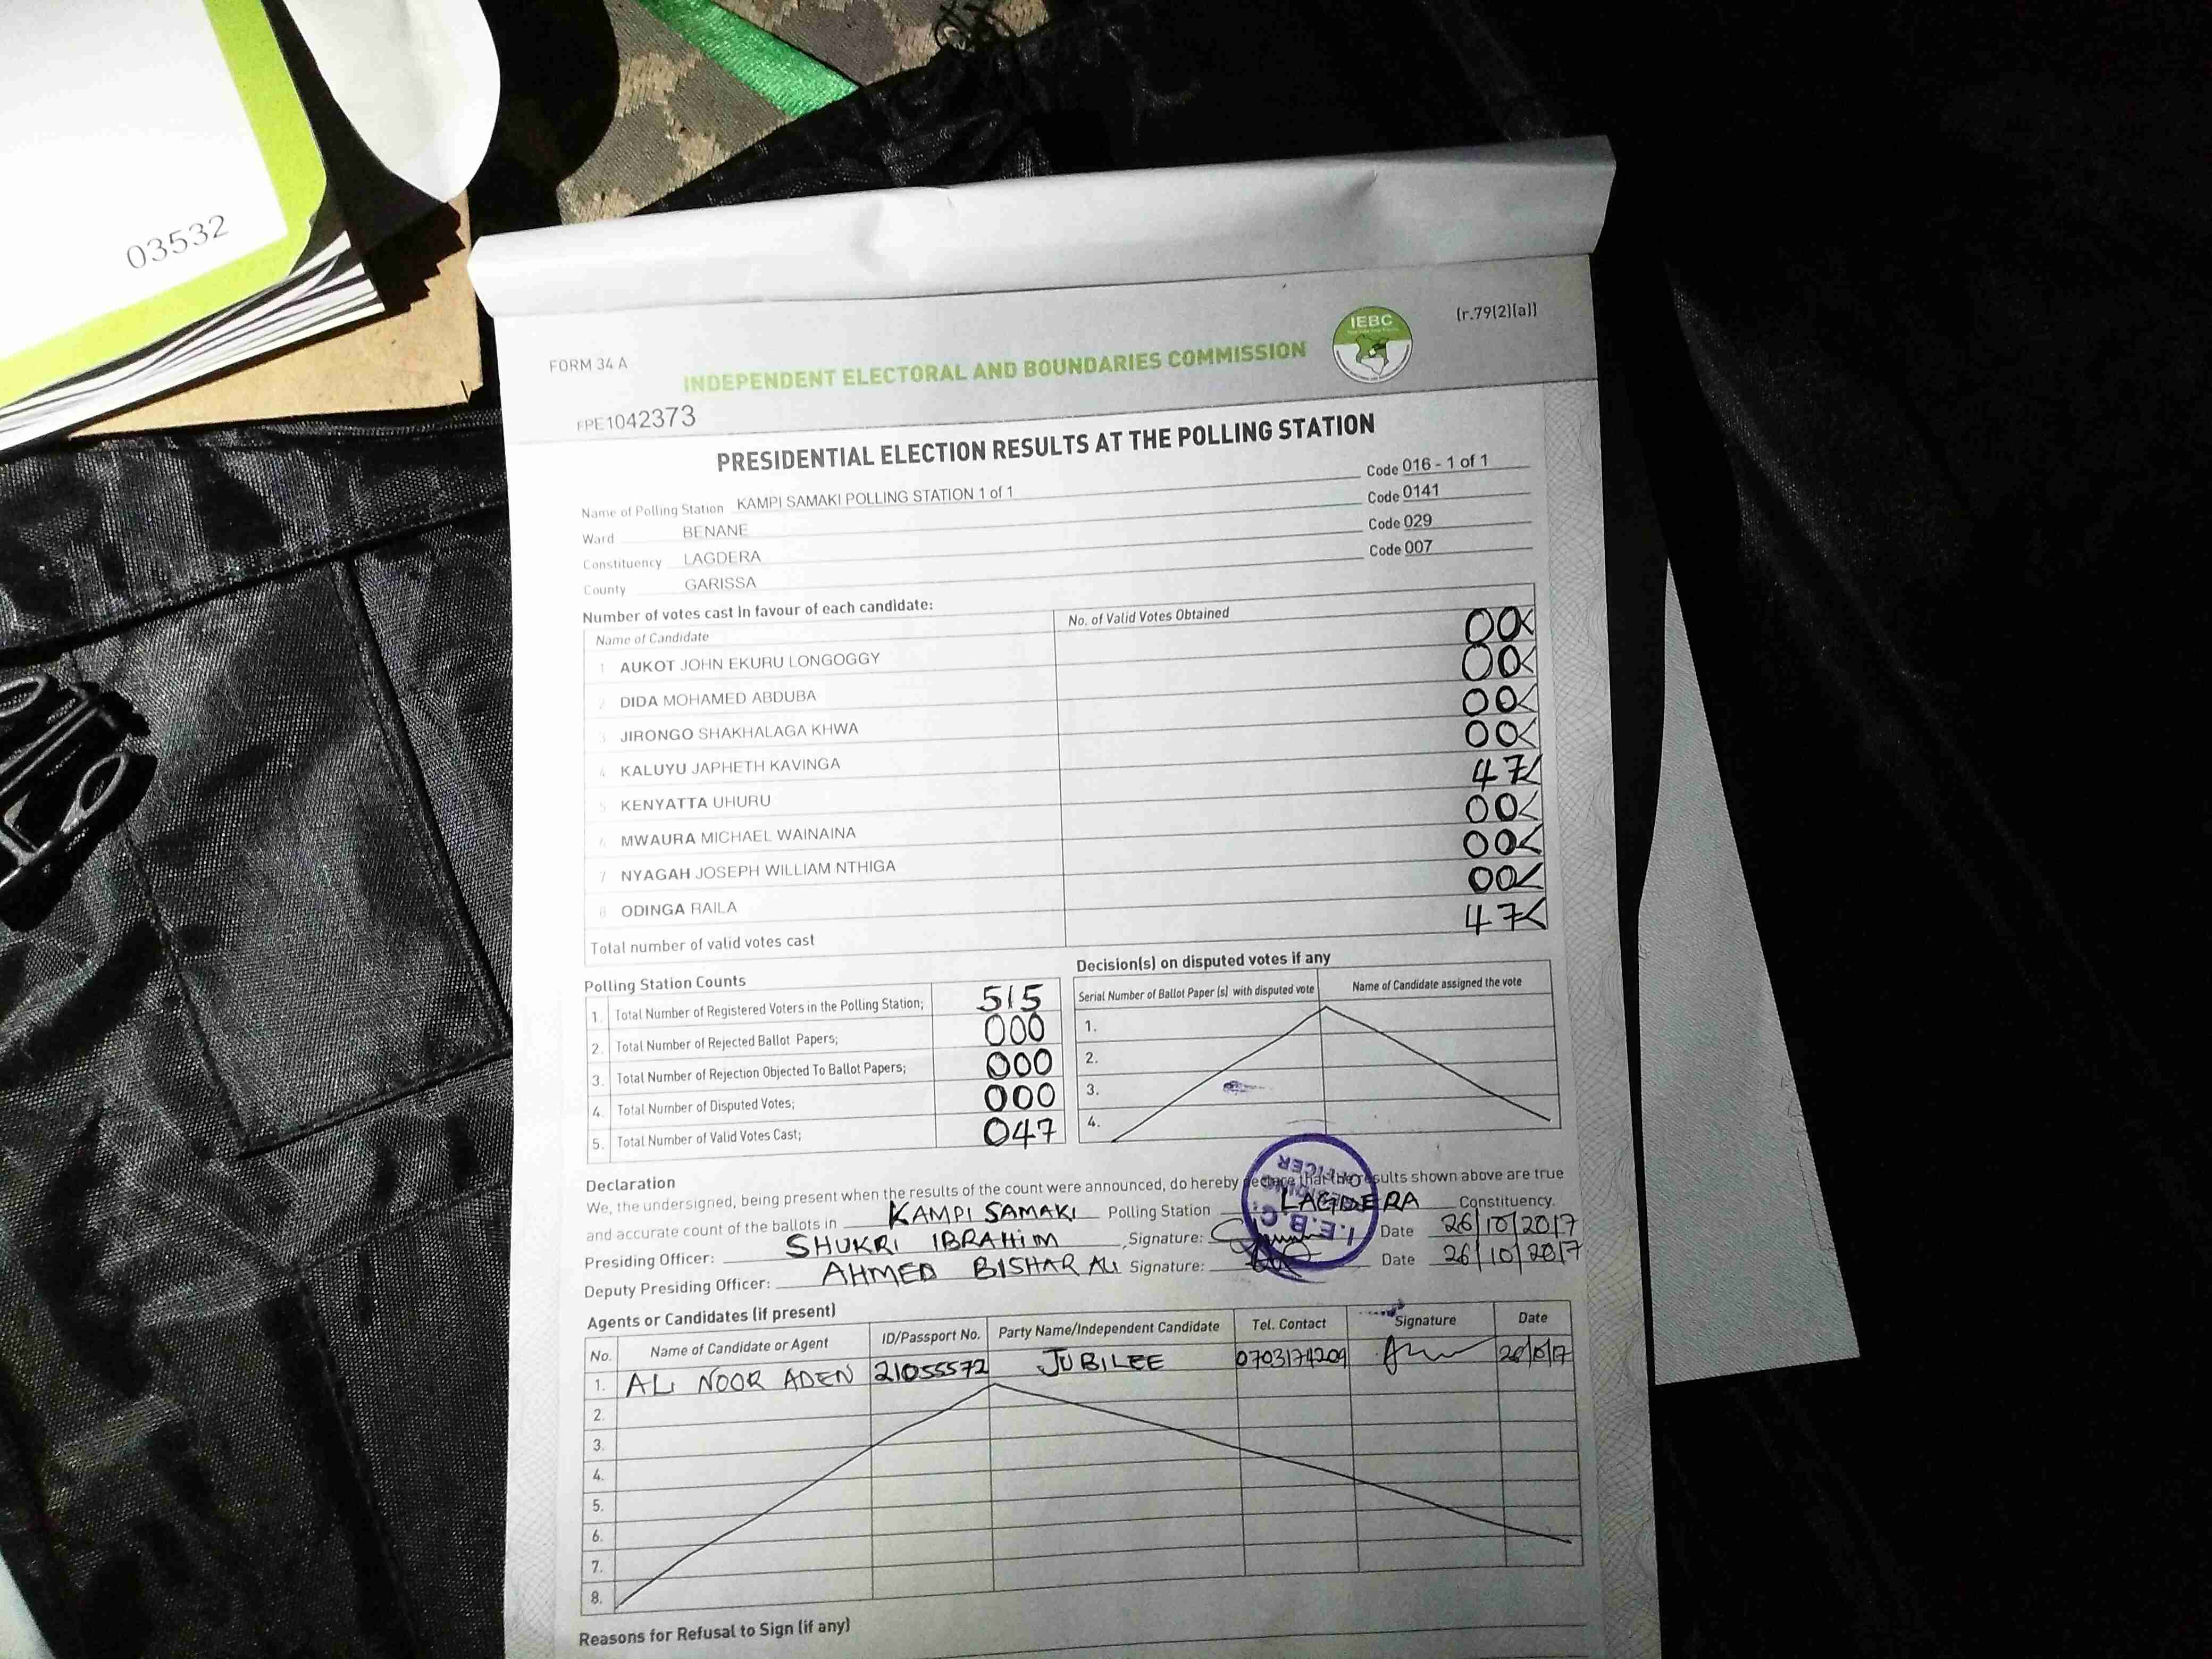 03532
[r.79(2)(a)]
IEBC
FORM 34 A
INDEPENDENT ELECTORAL AND BOUNDARIES COMMISSION
FPE1042373
PRESIDENTIAL ELECTION RESULTS AT THE POLLING STATION
Name of Polling Station KAMPI SAMAKI POLLING STATION 1 of 1 Code 016 - 1 of 1
Ward BENANE Code 0141
Constituency LAGDERA Code 029
County GARISSA Code 007
Number of votes cast in favour of each candidate:
Name of Candidate No. of Valid Votes Obtained
1 AUKOT JOHN EKURU LONGOGGY 00
2 DIDA MOHAMED ABDUBA 00
3 JIRONGO SHAKHALAGA KHWA 00
4 KALUYU JAPHETH KAVINGA 00
5 KENYATTA UHURU 47
6 MWAURA MICHAEL WAINAINA 00
7 NYAGAH JOSEPH WILLIAM NTHIGA 00
8 ODINGA RAILA 00
Total number of valid votes cast 47
Polling Station Counts
1. Total Number of Registered Voters in the Polling Station; 515
2. Total Number of Rejected Ballot Papers; 000
3. Total Number of Rejection Objected To Ballot Papers; 000
4. Total Number of Disputed Votes; 000
5. Total Number of Valid Votes Cast; 047
Decision(s) on disputed votes if any
Serial Number of Ballot Paper (s) with disputed vote Name of Candidate assigned the vote
1.
2.
3.
4.
Declaration
We, the undersigned, being present when the results of the count were announced, do hereby declare that the results shown above are true
and accurate count of the ballots in KAMPI SAMAKI Polling Station LAGDERA Constituency.
Presiding Officer: SHUKRI IBRAHIM Signature: Date 26/10/2017
Deputy Presiding Officer: AHMED BISHAR ALI Signature: Date 26/10/2017
I.E.B.C.
PRESIDING
OFFICER
Agents or Candidates (if present)
No. Name of Candidate or Agent ID/Passport No. Party Name/Independent Candidate Tel. Contact Signature Date
1. ALI NOOR ADEN 21055572 JUBILEE 0703174209 26/10/17
2.
3.
4.
5.
6.
7.
8.
Reasons for Refusal to Sign (if any)